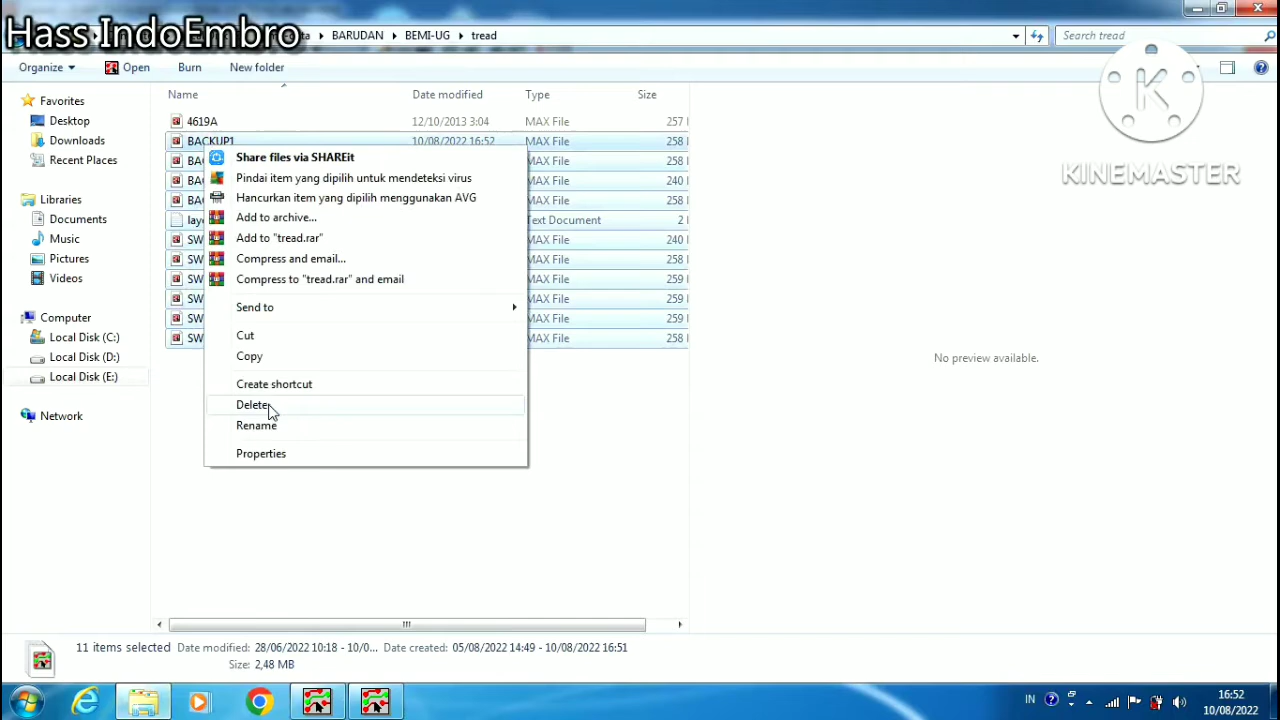 Hass IndoEmbro
BARUDAN
BEMI-UG
tread
Search tread
Organize
Open
Burn
New folder
KINEMASTER
Favorites
Desktop
Downloads
Recent Places
Libraries
Documents
Music
Pictures
Videos
Computer
Local Disk (C:)
Local Disk (D:)
Local Disk (E:)
Network
Name Date modified Type Size
4619A 12/10/2013 3:04 MAX File 257
BACKUP1 10/08/2022 16:52 MAX File 258
MAX File 258
MAX File 240
MAX File 258
Text Document 2
SW MAX File 240
SW MAX File 258
SW MAX File 259
SW MAX File 259
SW MAX File 259
SW MAX File 258
Share files via SHAREit
Pindai item yang dipilih untuk mendeteksi virus
Hancurkan item yang dipilih menggunakan AVG
Add to archive...
Add to "tread.rar"
Compress and email...
Compress to "tread.rar" and email
Send to
Cut
Copy
Create shortcut
Delete
Rename
Properties
No preview available.
11 items selected Date modified: 28/06/2022 10:18 - 10/0... Date created: 05/08/2022 14:49 - 10/08/2022 16:51
Size: 2,48 MB
IN
16:52
10/08/2022